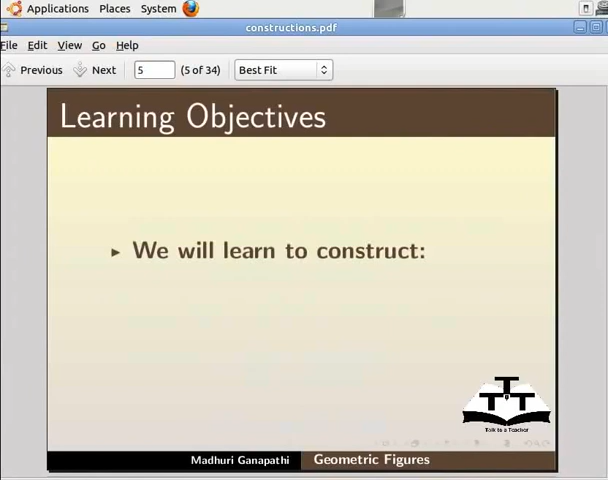 Applications Places System
constructions.pdf
File Edit View Go Help
Previous Next 5 (5 of 34) Best Fit
Learning Objectives
We will learn to construct:
T
T T
Talk to a Teacher
Madhuri Ganapathi Geometric Figures